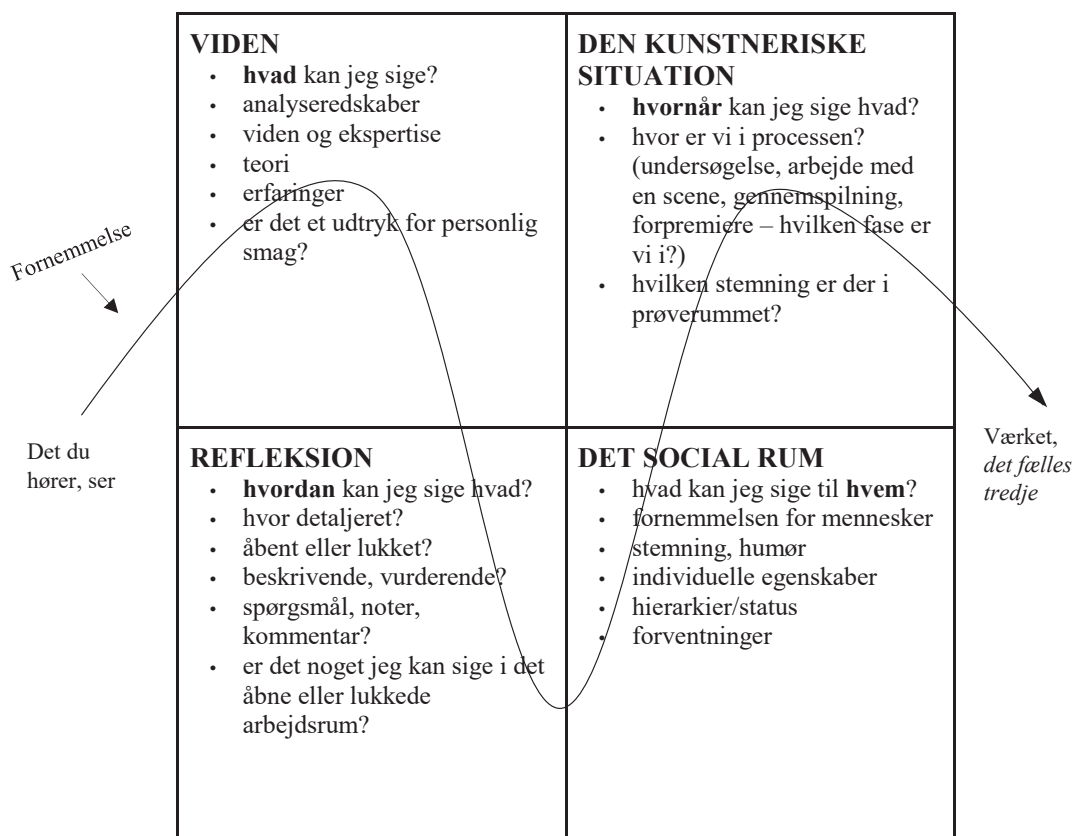 Fornemmelse
Det du
hører, ser
VIDEN
• hvad kan jeg sige?
• analyseredskaber
• viden og ekspertise
• teori
• erfaringer
• er det et udtryk for personlig
smag?
DEN KUNSTNERISKE
SITUATION
• hvornår kan jeg sige hvad?
• hvor er vi i processen?
(undersøgelse, arbejde med
en scene, gennemspilning,
forpremiere – hvilken fase er
vi i?)
• hvilken stemning er der i
prøverummet?
REFLEKSION
• hvordan kan jeg sige hvad?
• hvor detaljeret?
• åbent eller lukket?
• beskrivende, vurderende?
• spørgsmål, noter,
kommentar?
• er det noget jeg kan sige i det
åbne eller lukkede
arbejdsrum?
DET SOCIAL RUM
• hvad kan jeg sige til hvem?
• fornemmelsen for mennesker
• stemning, humør
• individuelle egenskaber
• hierarkier/status
• forventninger
Værket,
det fælles
tredje